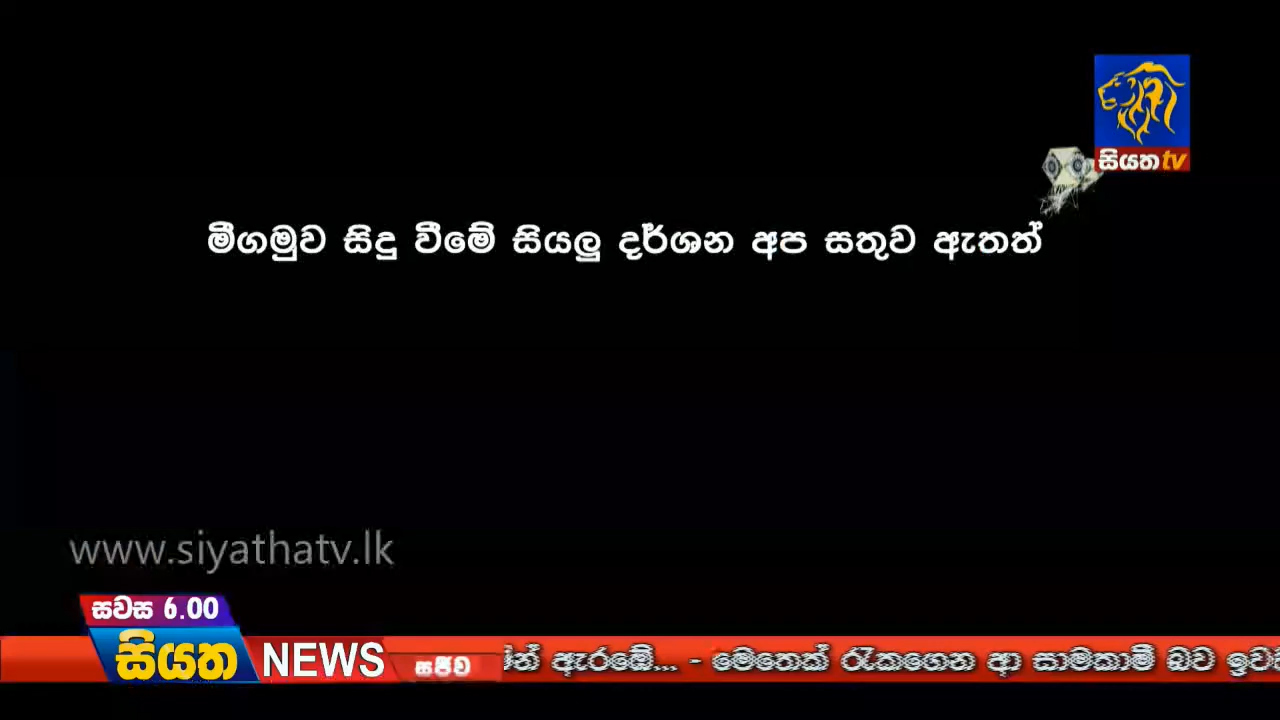 සියත tv
මීගමුව සිදු වීමේ සියලු දර්ශන අප සතුව ඇතත්
www.siyathatv.lk
සවස 6.00
සියත NEWS
සජීව
ඇරඹේ... - මෙතෙක් රැකගෙන ආ සාමකාමී බව